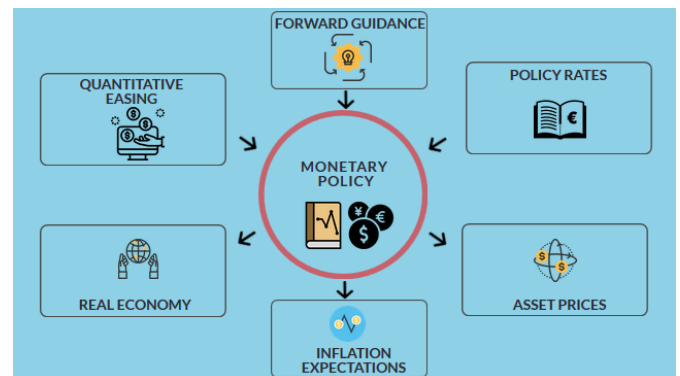 FORWARD GUIDANCE
QUANTITATIVE
EASING
$
$
$
POLICY RATES
€
MONETARY
POLICY
¥
€
$
REAL ECONOMY
$
$
ASSET PRICES
INFLATION
EXPECTATIONS